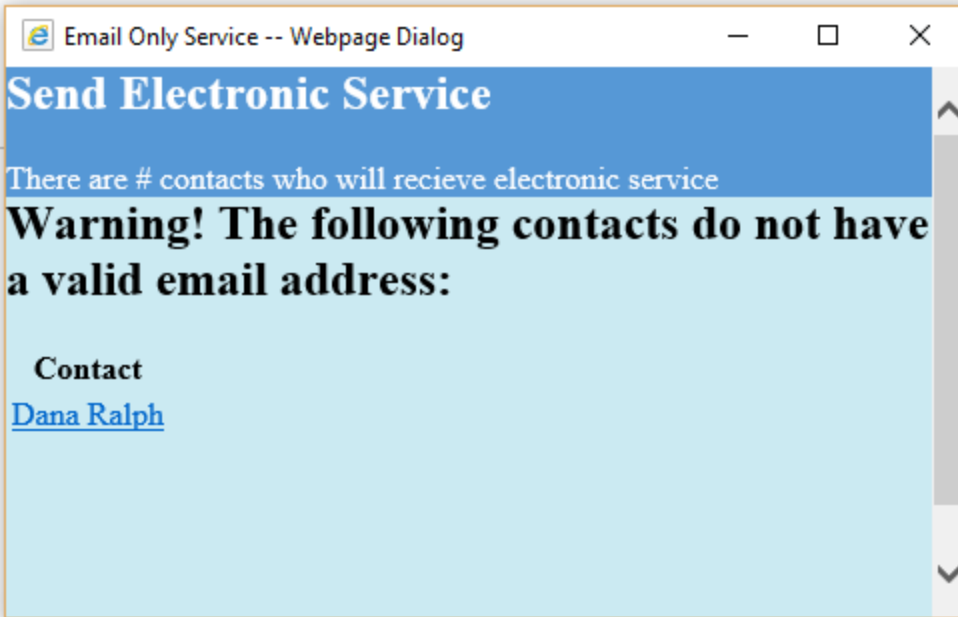 Email Only Service -- Webpage Dialog
Send Electronic Service
There are # contacts who will recieve electronic service
Warning! The following contacts do not have
a valid email address:
Contact
Dana Ralph